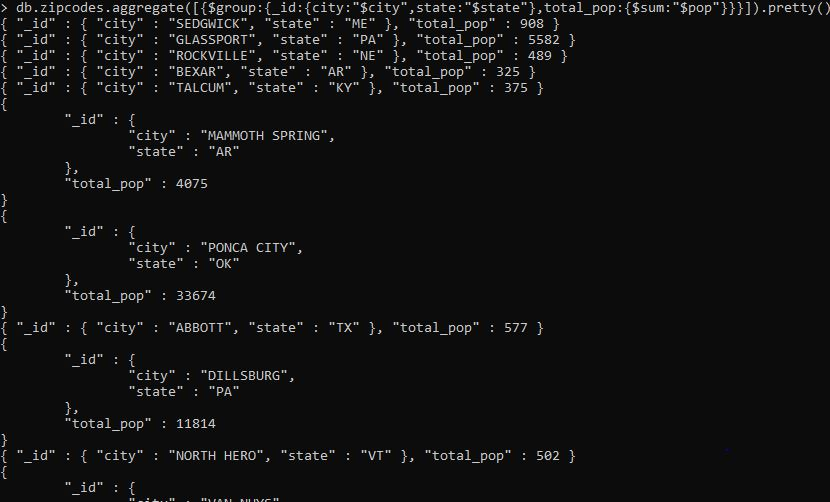 > db.zipcodes.aggregate([{$group:{_id:{city:"$city",state:"$state"},total_pop:{$sum:"$pop"}}}]).pretty()
{ "_id" : { "city" : "SEDGWICK", "state" : "ME" }, "total_pop" : 908 }
{ "_id" : { "city" : "GLASSPORT", "state" : "PA" }, "total_pop" : 5582 }
{ "_id" : { "city" : "ROCKVILLE", "state" : "NE" }, "total_pop" : 489 }
{ "_id" : { "city" : "BEXAR", "state" : "AR" }, "total_pop" : 325 }
{ "_id" : { "city" : "TALCUM", "state" : "KY" }, "total_pop" : 375 }
{
        "_id" : {
                "city" : "MAMMOTH SPRING",
                "state" : "AR"
        },
        "total_pop" : 4075
}
{
        "_id" : {
                "city" : "PONCA CITY",
                "state" : "OK"
        },
        "total_pop" : 33674
}
{ "_id" : { "city" : "ABBOTT", "state" : "TX" }, "total_pop" : 577 }
{
        "_id" : {
                "city" : "DILLSBURG",
                "state" : "PA"
        },
        "total_pop" : 11814
}
{ "_id" : { "city" : "NORTH HERO", "state" : "VT" }, "total_pop" : 502 }
{
        "_id" : {
                "city" : "VAN NUYS",